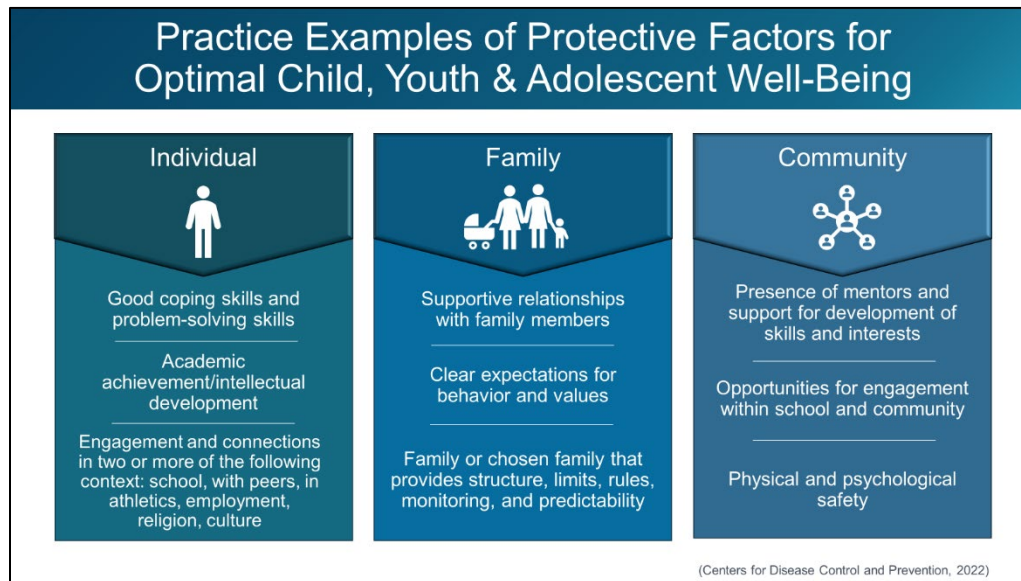 Practice Examples of Protective Factors for
Optimal Child, Youth & Adolescent Well-Being
Individual
Good coping skills and
problem-solving skills
Academic
achievement/intellectual
development
Engagement and connections
in two or more of the following
context: school, with peers, in
athletics, employment,
religion, culture
Family
Supportive relationships
with family members
Clear expectations for
behavior and values
Family or chosen family that
provides structure, limits, rules,
monitoring, and predictability
Community
Presence of mentors and
support for development of
skills and interests
Opportunities for engagement
within school and community
Physical and psychological
safety
(Centers for Disease Control and Prevention, 2022)